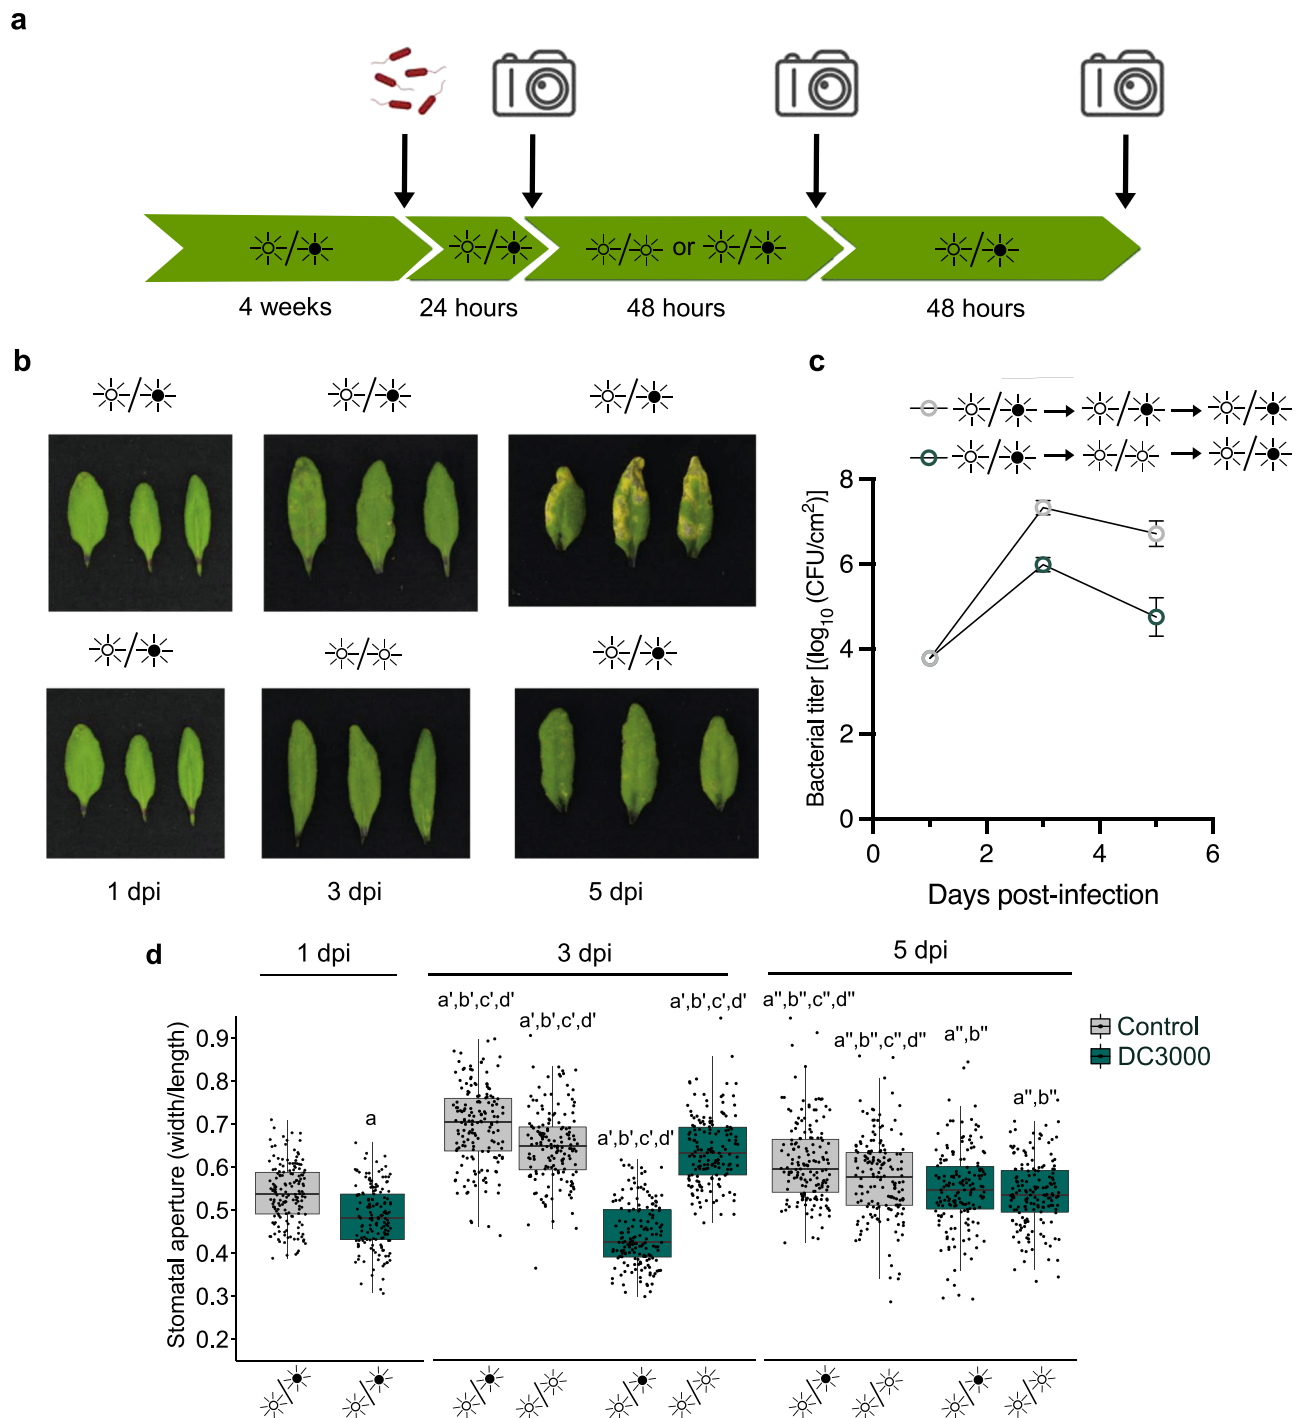 a
or
4 weeks
24 hours
48 hours
48 hours
b
1 dpi
3 dpi
5 dpi
c
Bacterial titer [(log10 (CFU/cm²)]
8
6
4
2
0
0
2
4
6
Days post-infection
d
1 dpi
3 dpi
5 dpi
Stomatal aperture (width/length)
0.9
0.8
0.7
0.6
0.5
0.4
0.3
0.2
a
a',b',c',d'
a',b',c',d'
a',b',c',d'
a',b',c',d'
a'',b'',c'',d''
a'',b'',c'',d''
a'',b''
a'',b''
Control
DC3000